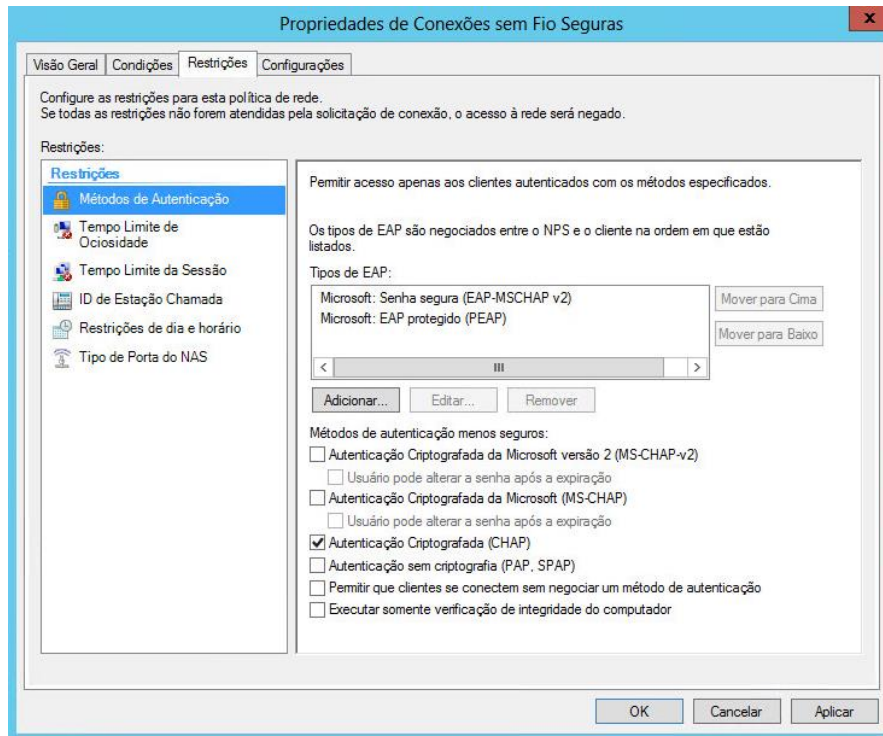 Propriedades de Conexões sem Fio Seguras
x
Visão Geral
Condições
Restrições
Configurações
Configure as restrições para esta política de rede.
Se todas as restrições não forem atendidas pela solicitação de conexão, o acesso à rede será negado.
Restrições:
Restrições
Métodos de Autenticação
Tempo Limite de
Ociosidade
Tempo Limite da Sessão
ID de Estação Chamada
Restrições de dia e horário
Tipo de Porta do NAS
Permitir acesso apenas aos clientes autenticados com os métodos especificados.
Os tipos de EAP são negociados entre o NPS e o cliente na ordem em que estão
listados.
Tipos de EAP:
Microsoft: Senha segura (EAP-MSCHAP v2)
Microsoft: EAP protegido (PEAP)
Mover para Cima
Mover para Baixo
Adicionar...
Editar...
Remover
Métodos de autenticação menos seguros:
Autenticação Criptografada da Microsoft versão 2 (MS-CHAP-v2)
Usuário pode alterar a senha após a expiração
Autenticação Criptografada da Microsoft (MS-CHAP)
Usuário pode alterar a senha após a expiração
Autenticação Criptografada (CHAP)
Autenticação sem criptografia (PAP, SPAP)
Permitir que clientes se conectem sem negociar um método de autenticação
Executar somente verificação de integridade do computador
OK
Cancelar
Aplicar